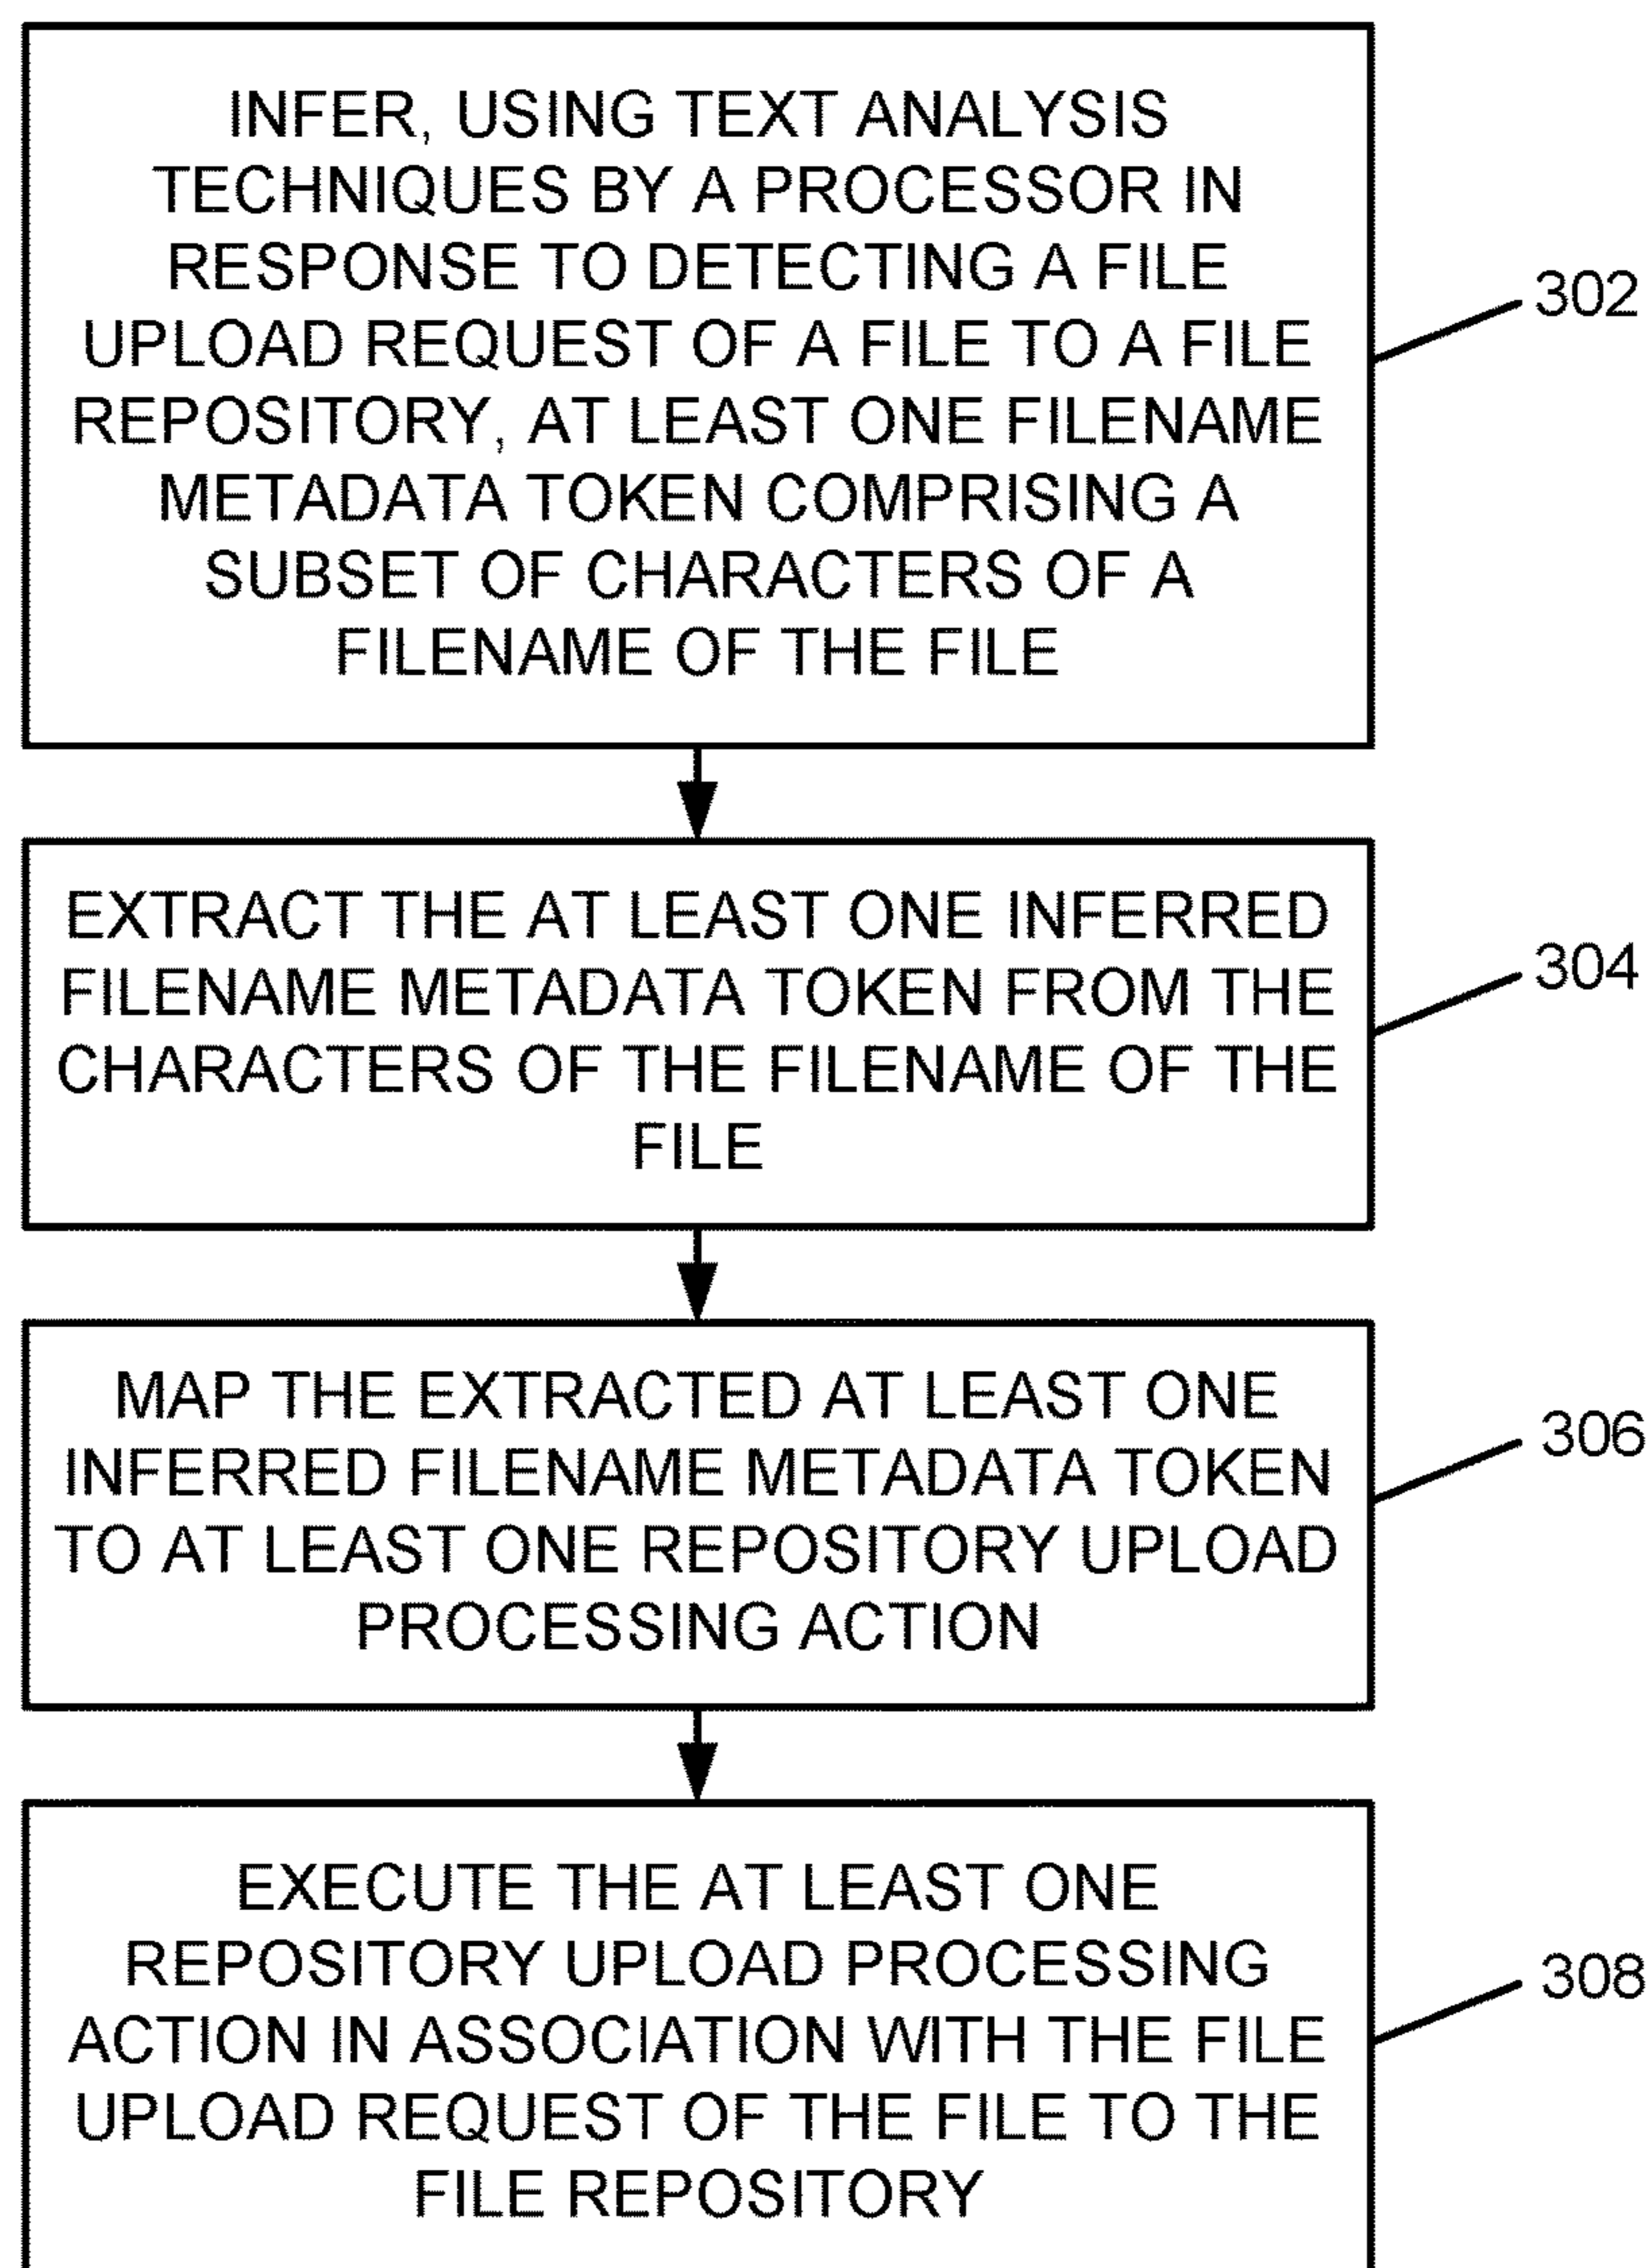 INFER, USING TEXT ANALYSIS
TECHNIQUES BY A PROCESSOR IN
RESPONSE TO DETECTING A FILE
UPLOAD REQUEST OF A FILE TO A FILE
REPOSITORY, AT LEAST ONE FILENAME
METADATA TOKEN COMPRISING A
SUBSET OF CHARACTERS OF A
FILENAME OF THE FILE
302
EXTRACT THE AT LEAST ONE INFERRED
FILENAME METADATA TOKEN FROM THE
CHARACTERS OF THE FILENAME OF THE
FILE
304
MAP THE EXTRACTED AT LEAST ONE
INFERRED FILENAME METADATA TOKEN
TO AT LEAST ONE REPOSITORY UPLOAD
PROCESSING ACTION
306
EXECUTE THE AT LEAST ONE
REPOSITORY UPLOAD PROCESSING
ACTION IN ASSOCIATION WITH THE FILE
UPLOAD REQUEST OF THE FILE TO THE
FILE REPOSITORY
308